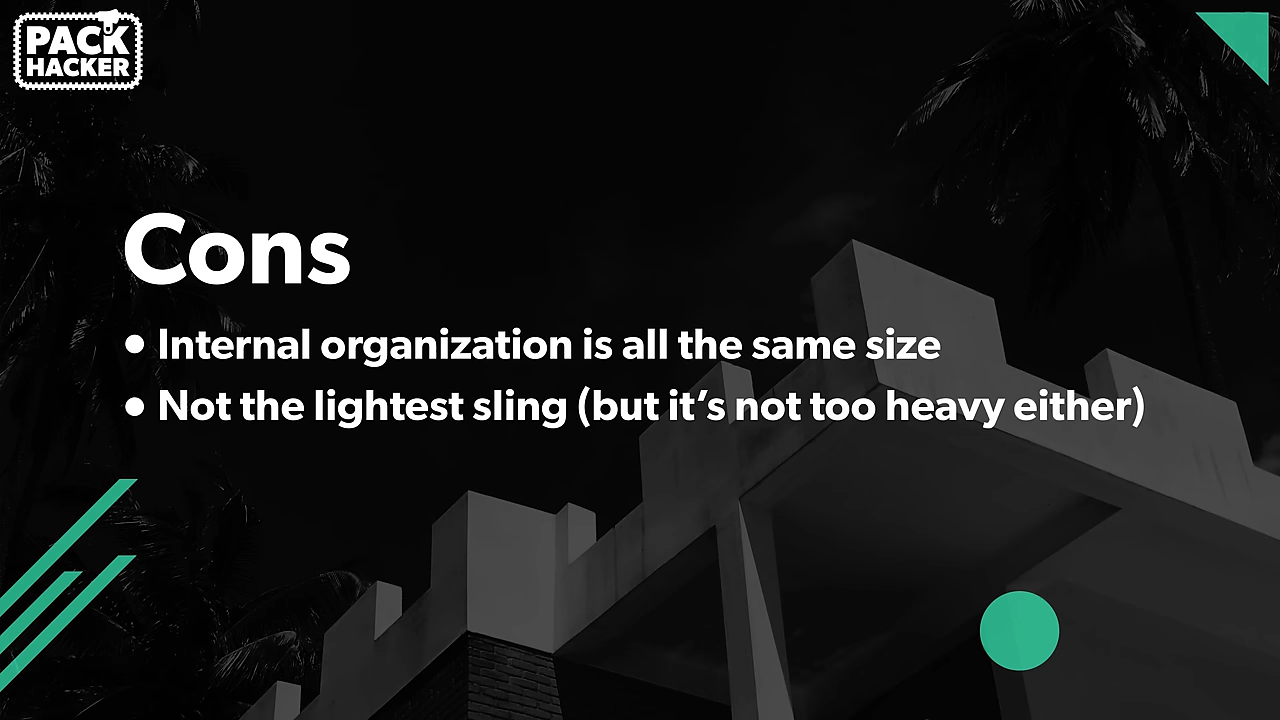 PACK
HACKER
Cons
• Internal organization is all the same size
• Not the lightest sling (but it’s not too heavy either)